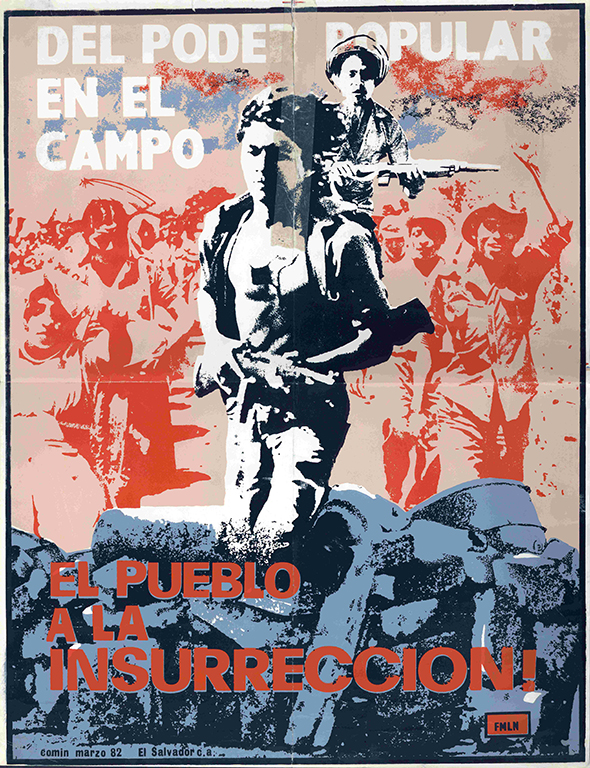 DEL PODER POPULAR
EN EL
CAMPO
EL PUEBLO
A LA
INSURRECCION!
FMLN
comin marzo 82 El Salvador c.a.